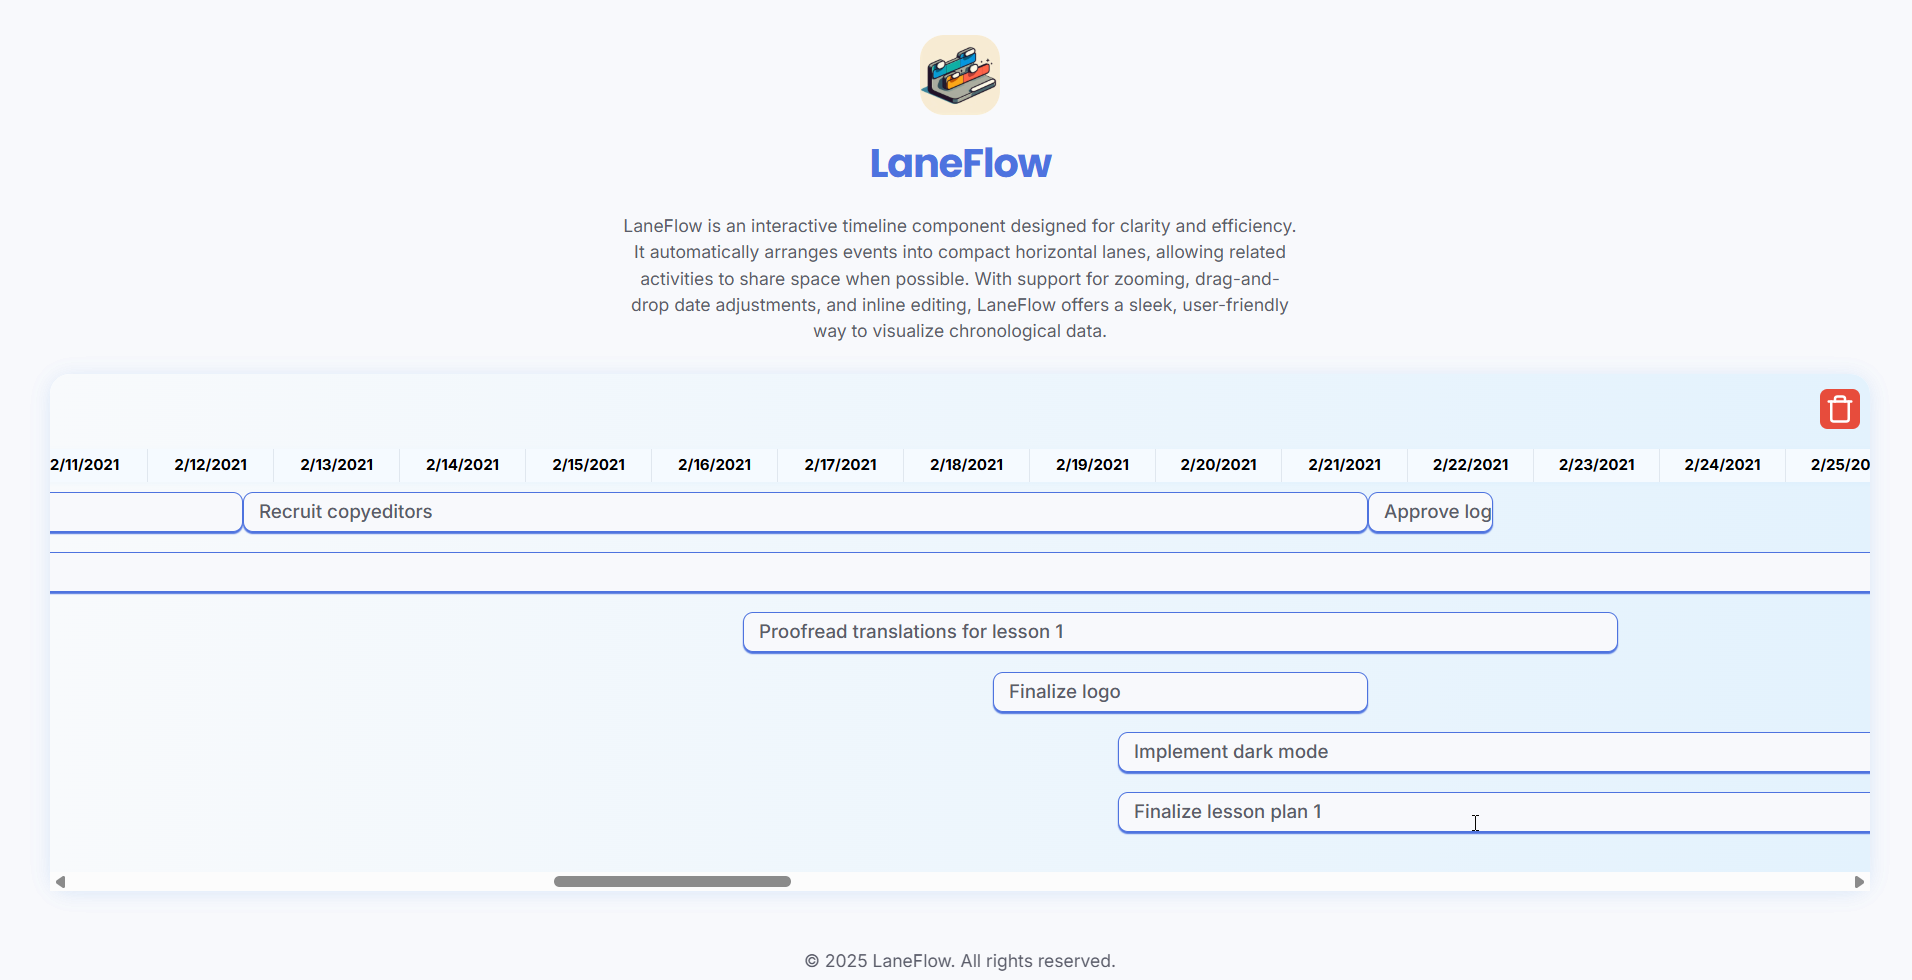 LaneFlow
LaneFlow is an interactive timeline component designed for clarity and efficiency.
It automatically arranges events into compact horizontal lanes, allowing related
activities to share space when possible. With support for zooming, drag-and-
drop date adjustments, and inline editing, LaneFlow offers a sleek, user-friendly
way to visualize chronological data.
2/11/2021 2/12/2021 2/13/2021 2/14/2021 2/15/2021 2/16/2021 2/17/2021 2/18/2021 2/19/2021 2/20/2021 2/21/2021 2/22/2021 2/23/2021 2/24/2021 2/25/20
Recruit copyeditors Approve log
Proofread translations for lesson 1
Finalize logo
Implement dark mode
Finalize lesson plan 1
© 2025 LaneFlow. All rights reserved.